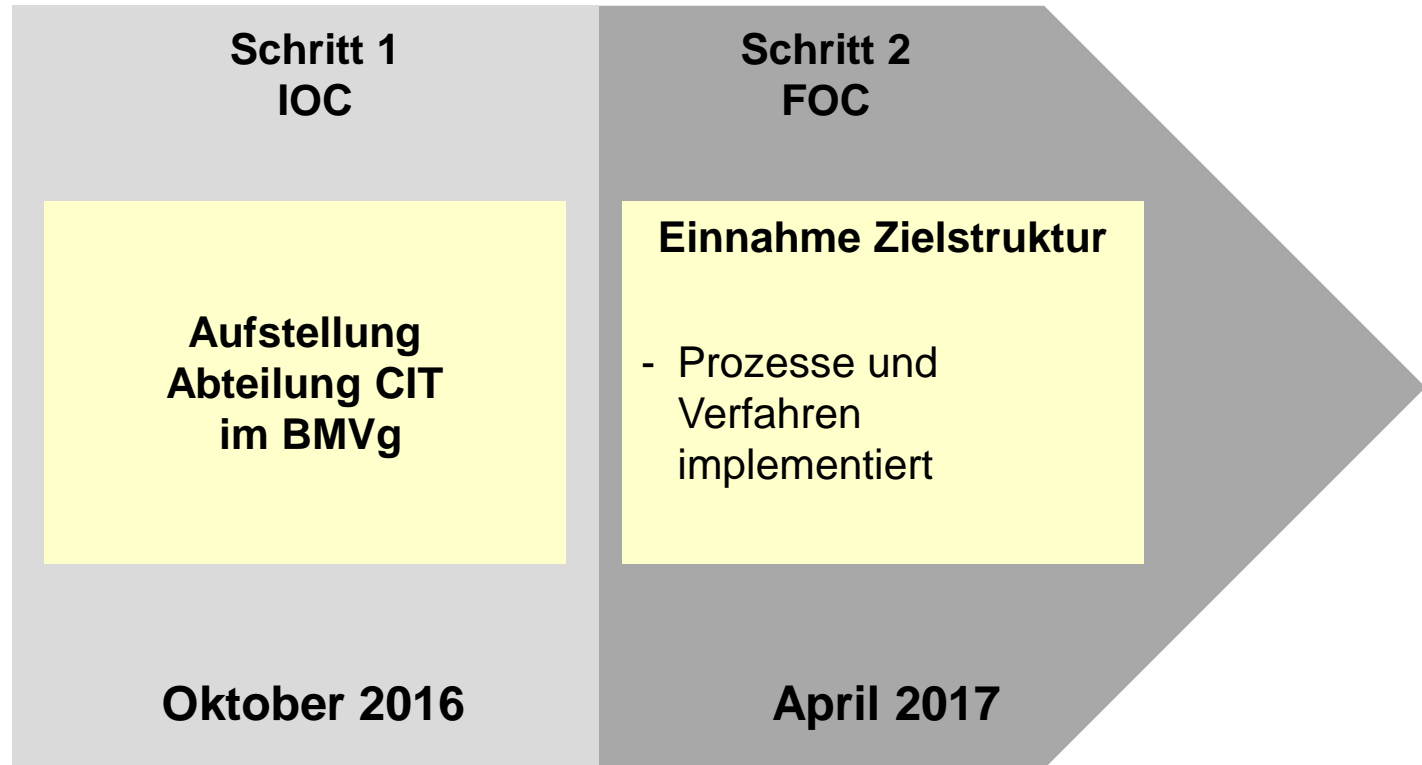 Schritt 1
IOC
Aufstellung
Abteilung CIT
im BMVg
Oktober 2016
Schritt 2
FOC
Einnahme Zielstruktur
- Prozesse und
Verfahren
implementiert
April 2017